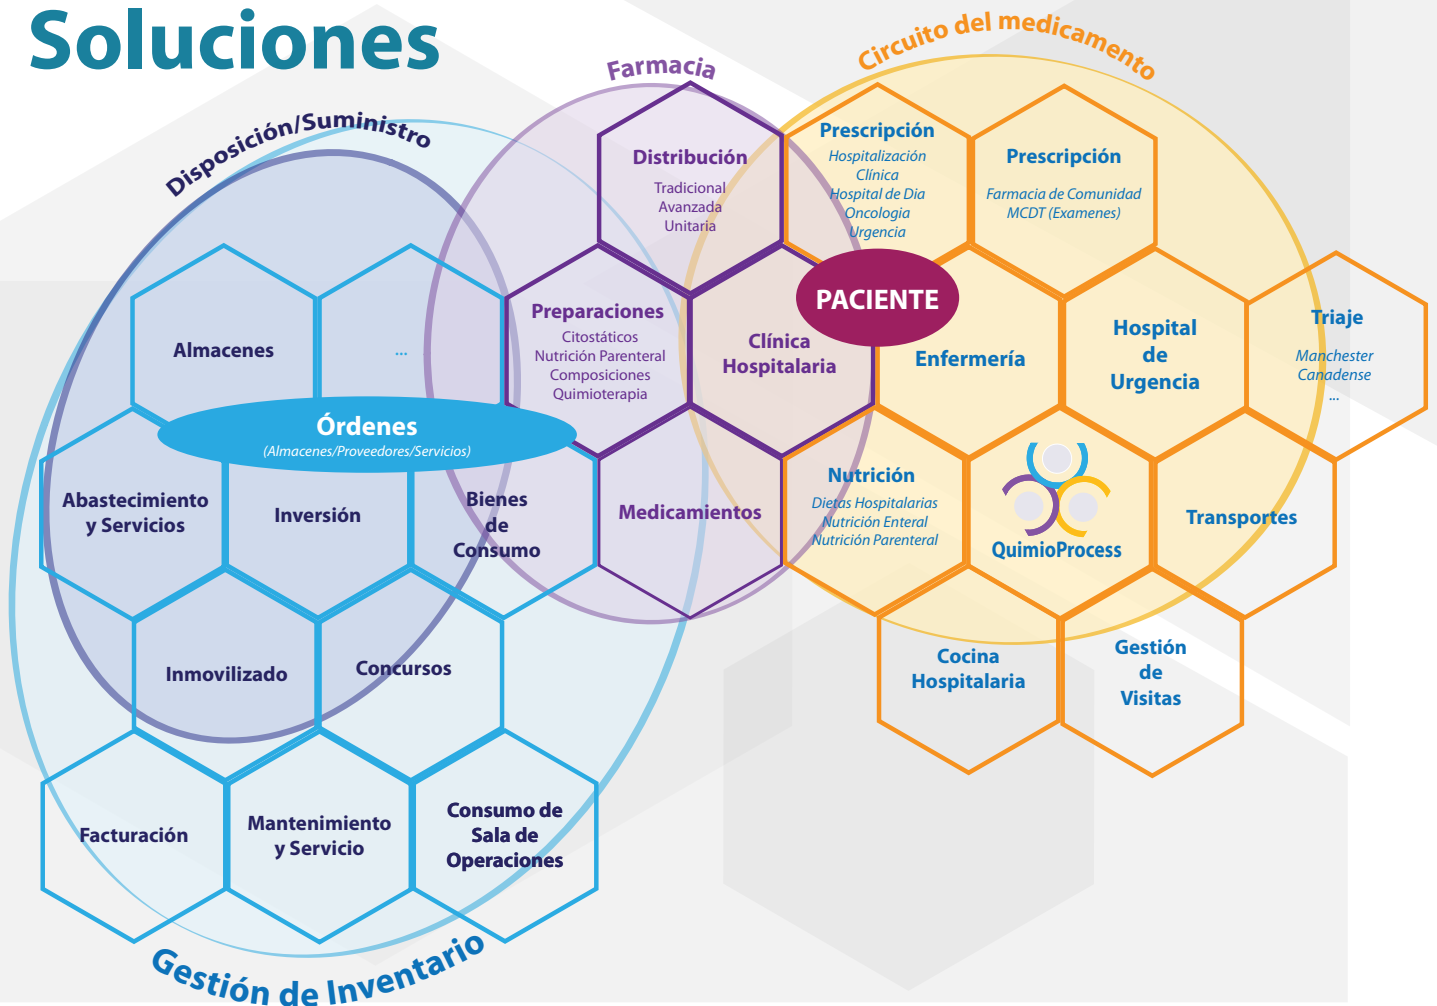 Soluciones
Disposición/Suministro
Farmacia
Circuito del medicamento
Distribución
Tradicional
Avanzada
Unitaria
Prescripción
Hospitalización
Clínica
Hospital de Dia
Oncologia
Urgencia
Prescripción
Farmacia de Comunidad
MCDT (Examenes)
PACIENTE
Almacenes
...
Preparaciones
Citostáticos
Nutrición Parenteral
Composiciones
Quimioterapia
Clínica
Hospitalaria
Enfermería
Hospital
de
Urgencia
Triaje
Manchester
Canadense
...
Órdenes
(Almacenes/Proveedores/Servicios)
Abastecimiento
y Servicios
Inversión
Bienes
de
Consumo
Medicamientos
Nutrición
Dietas Hospitalarias
Nutrición Enteral
Nutrición Parenteral
QuimioProcess
Transportes
Inmovilizado
Concursos
Cocina
Hospitalaria
Gestión
de
Visitas
Facturación
Mantenimiento
y Servicio
Consumo de
Sala de
Operaciones
Gestión de Inventario